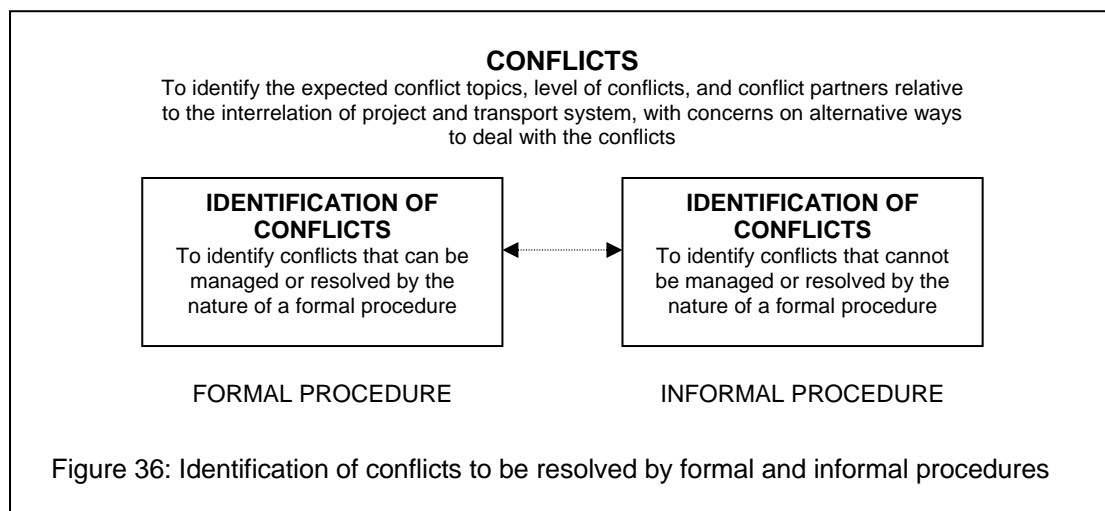 CONFLICTS
To identify the expected conflict topics, level of conflicts, and conflict partners relative
to the interrelation of project and transport system, with concerns on alternative ways
to deal with the conflicts
IDENTIFICATION OF
CONFLICTS
To identify conflicts that can be
managed or resolved by the
nature of a formal procedure
IDENTIFICATION OF
CONFLICTS
To identify conflicts that cannot
be managed or resolved by the
nature of a formal procedure
FORMAL PROCEDURE
INFORMAL PROCEDURE
Figure 36: Identification of conflicts to be resolved by formal and informal procedures